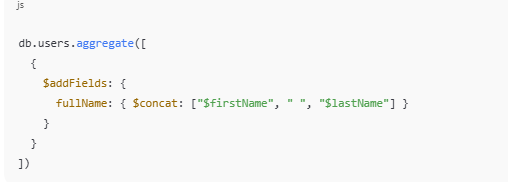 js
db.users.aggregate([
  {
    $addFields: {
      fullName: { $concat: ["$firstName", " ", "$lastName"] }
    }
  }
])